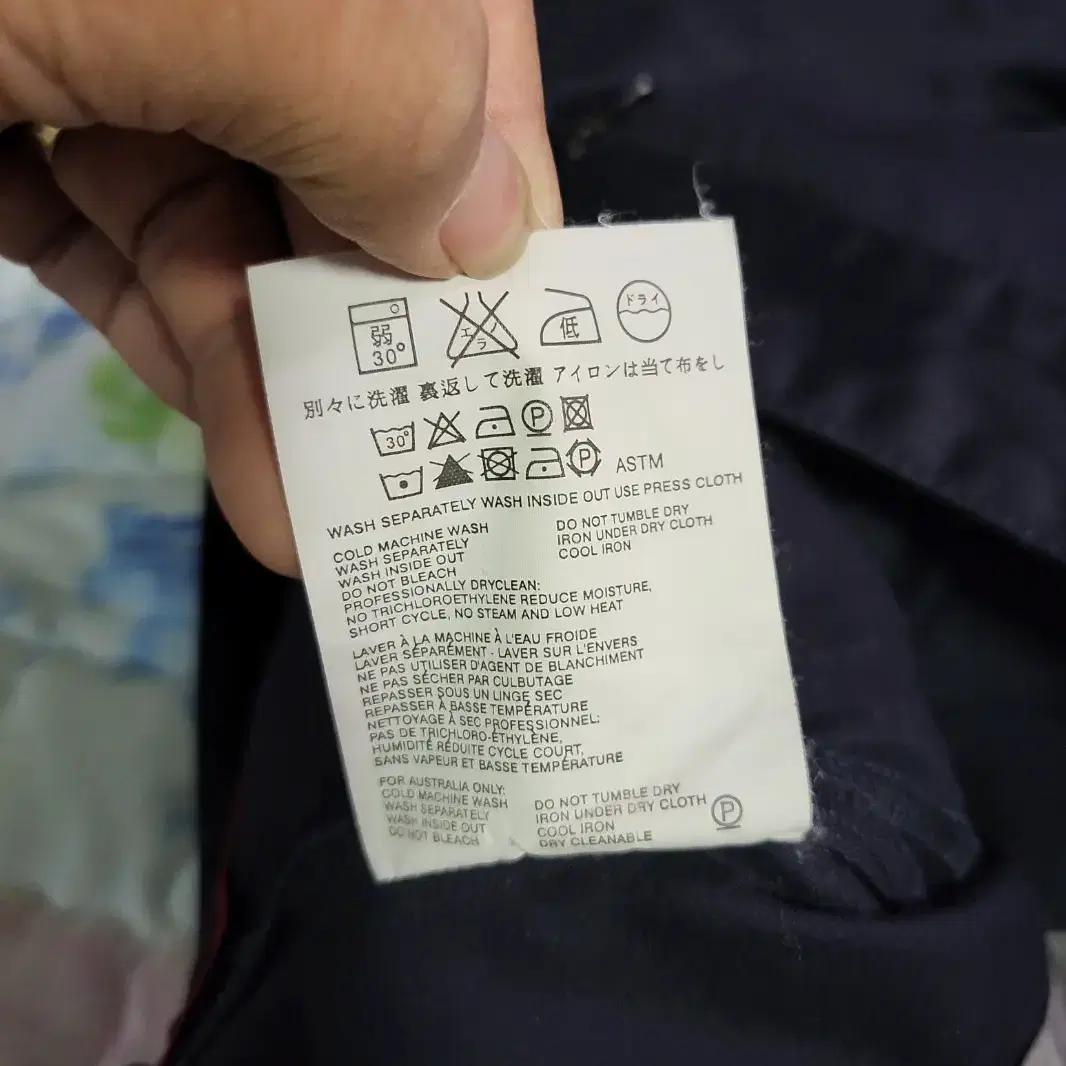 弱
30°
エンソ
低
ドライ
別々に洗濯 裏返して洗濯 アイロンは当て布をし
30° P
P ASTM
WASH SEPARATELY WASH INSIDE OUT USE PRESS CLOTH
COLD MACHINE WASH
WASH SEPARATELY
WASH INSIDE OUT
DO NOT BLEACH
DO NOT TUMBLE DRY
IRON UNDER DRY CLOTH
COOL IRON
PROFESSIONALLY DRYCLEAN:
NO TRICHLOROETHYLENE REDUCE MOISTURE,
SHORT CYCLE, NO STEAM AND LOW HEAT
LAVER À LA MACHINE À L'EAU FROIDE
LAVER SÉPARÉMENT - LAVER SUR L'ENVERS
NE PAS UTILISER D'AGENT DE BLANCHIMENT
NE PAS SÉCHER PAR CULBUTAGE
REPASSER SOUS UN LINGE SEC
REPASSER À BASSE TEMPÉRATURE
NETTOYAGE À SEC PROFESSIONNEL:
PAS DE TRICHLORO-ÉTHYLÈNE,
HUMIDITÉ RÉDUITE CYCLE COURT,
SANS VAPEUR ET BASSE TEMPÉRATURE
FOR AUSTRALIA ONLY:
COLD MACHINE WASH
WASH SEPARATELY
WASH INSIDE OUT
DO NOT BLEACH
DO NOT TUMBLE DRY
IRON UNDER DRY CLOTH
COOL IRON
DRY CLEANABLE
P